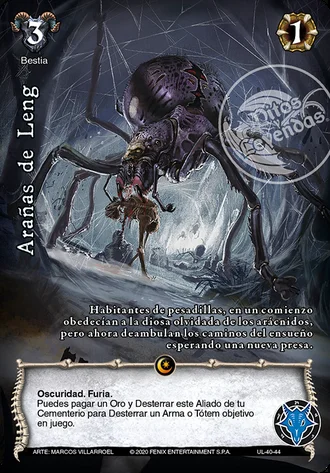 3
1
Bestia
Mitos
Leyendas
Arañas de Leng
Habitantes de pesadillas, en un comienzo
obedecían a la diosa olvidada de los arácnidos,
pero ahora deambulan los caminos del ensueño
esperando una nueva presa.
Oscuridad. Furia.
Puedes pagar un Oro y Desterrar este Aliado de tu
Cementerio para Desterrar un Arma o Tótem objetivo
en juego.
ARTE: MARCOS VILLARROEL
©2020 FENIX ENTERTAINMENT S.P.A.
UL-40-44